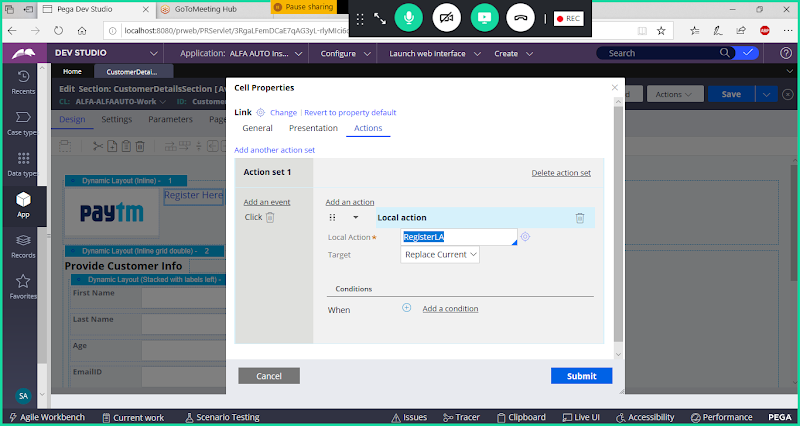 Pega Dev Studio
GoToMeeting Hub
Pause sharing
REC
localhost:8080/prweb/PRServlet/3RgaLFemDCaE7qAG3yL-rlyMIci6
DEV STUDIO
Application: ALFA AUTO Ins...
Configure
Launch web interface
Create
Search
Home
CustomerDetai...
Recents
Case types
Data types
App
Records
Favorites
SA
Edit Section: CustomerDetailsSection [Av
CL: ALFA-ALFAAUTO-Work
ID: Custome
Actions
Save
Design
Settings
Parameters
Pages
Dynamic Layout (Inline) - 1
paytm
Register Here
Dynamic Layout (Inline grid double) - 2
Provide Customer Info
Dynamic Layout (Stacked with labels left) -
First Name
Last Name
Age
EmailID
Cell Properties
Link
Change
Revert to property default
General
Presentation
Actions
Add another action set
Action set 1
Delete action set
Add an event
Add an action
Click
Local action
Local Action*
RegisterLA
Target
Replace Current
Conditions
When
Add a condition
Cancel
Submit
Agile Workbench
Current work
Scenario Testing
Issues
Tracer
Clipboard
Live UI
Accessibility
Performance
PEGA